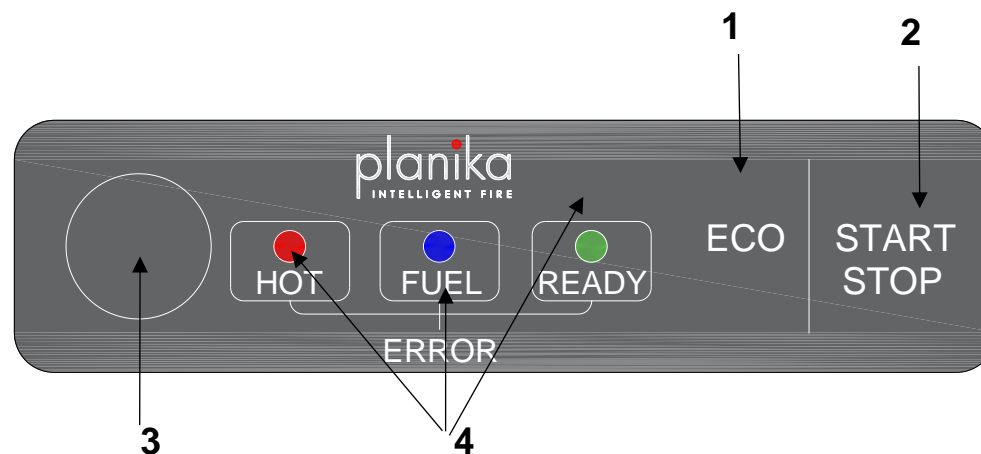 1
2
planika
INTELLIGENT FIRE
ECO
START
STOP
HOT
FUEL
READY
ERROR
3
4